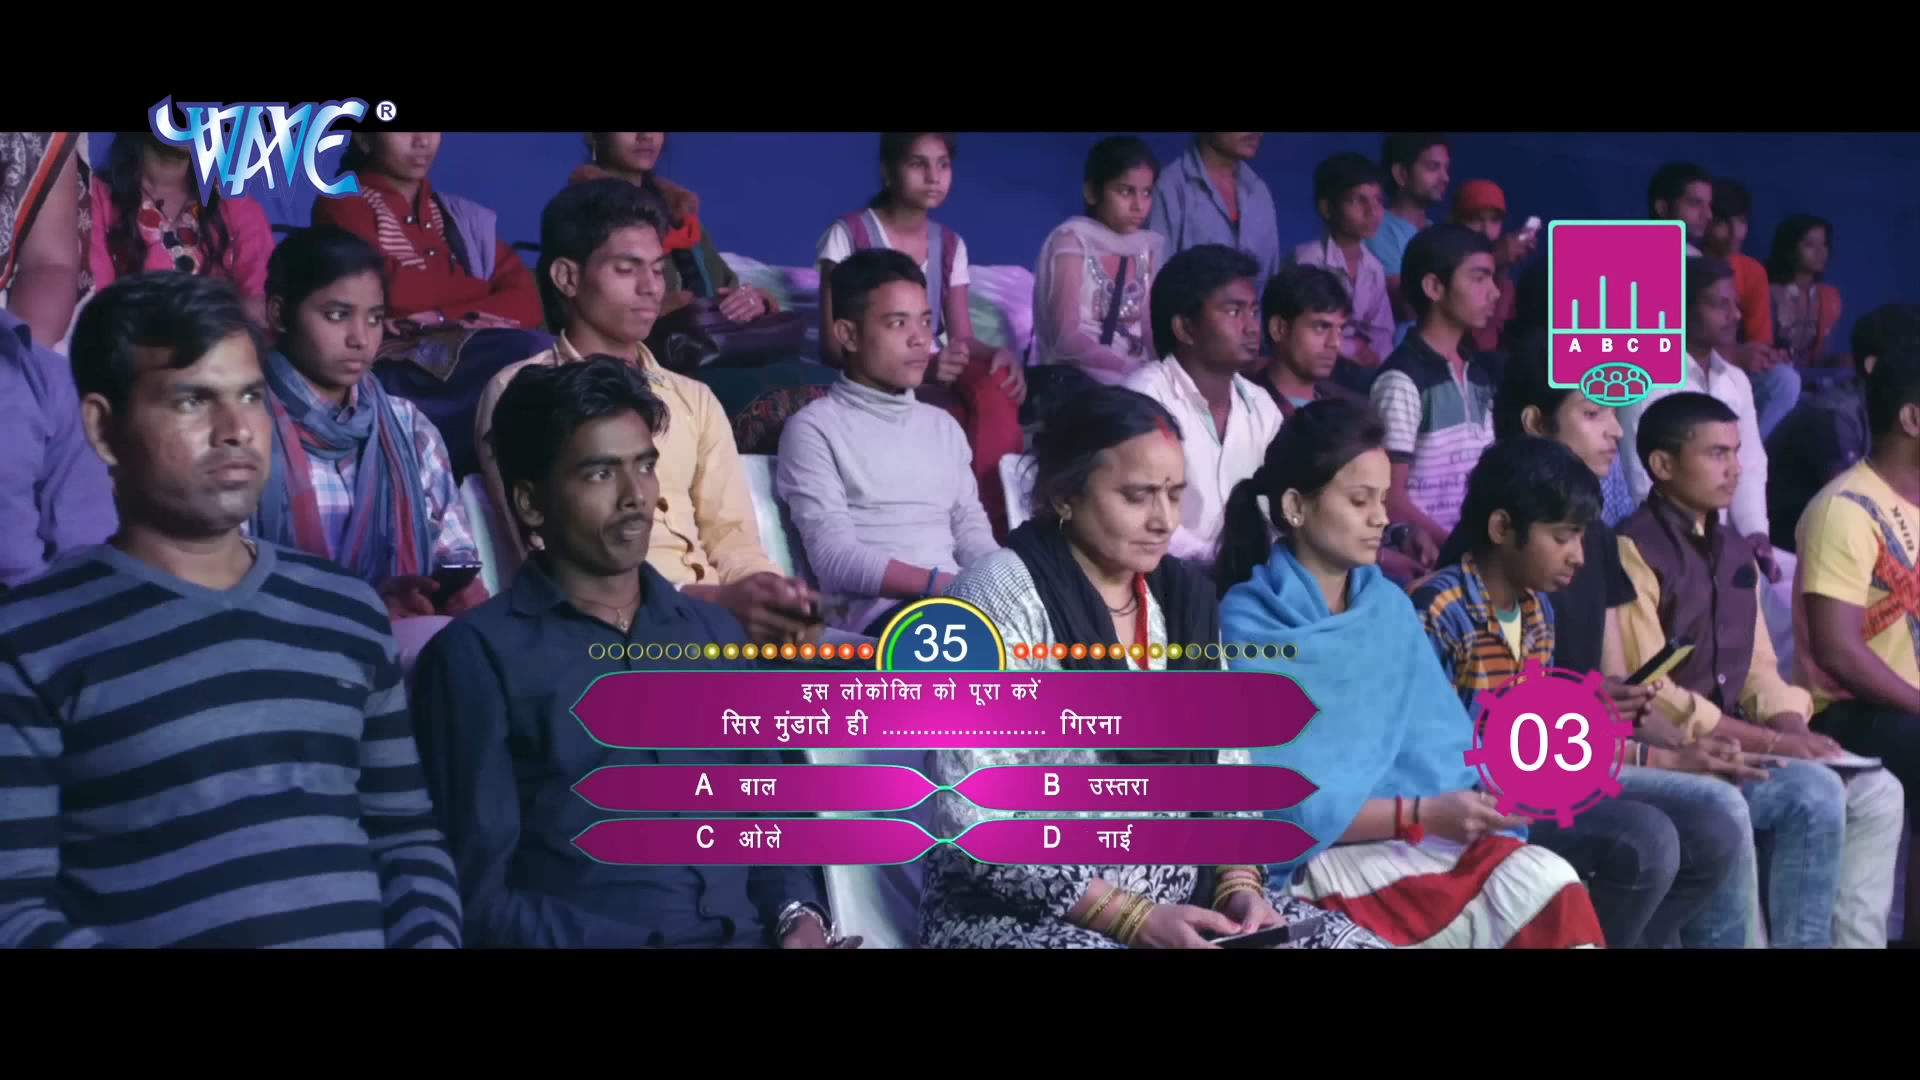 WAVE ®
A B C D
35
इस लोकोक्ति को पूरा करें
सिर मुंडाते ही ........................ गिरना
A बाल
B उस्तरा
C ओले
D नाई
03